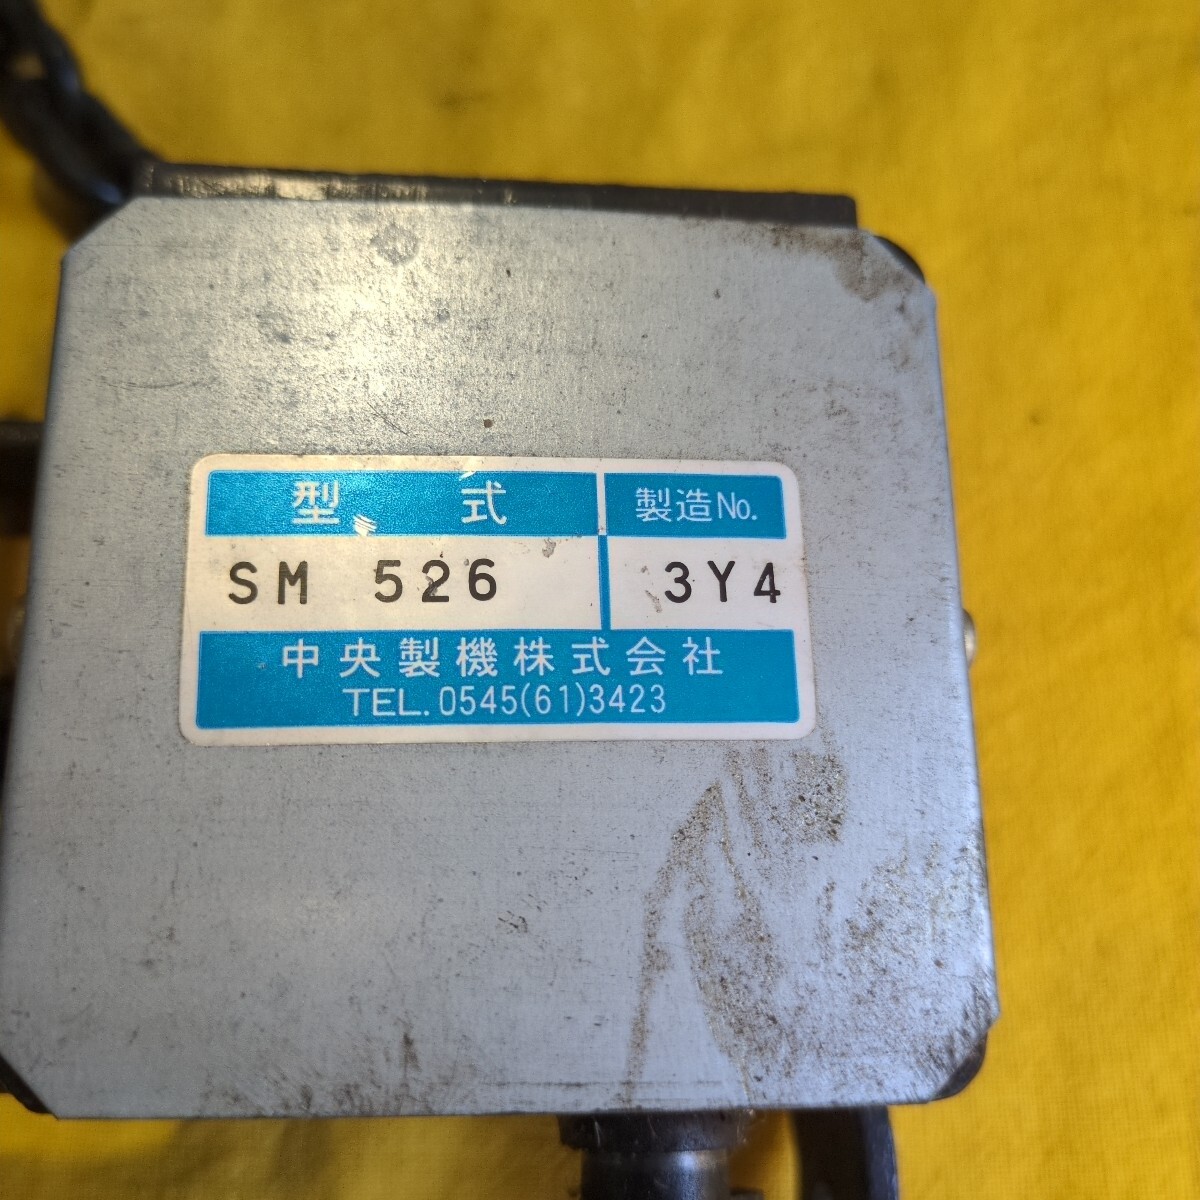 型 式 製造No.
SM 526 3Y4
中央製機株式会社
TEL.0545(61)3423